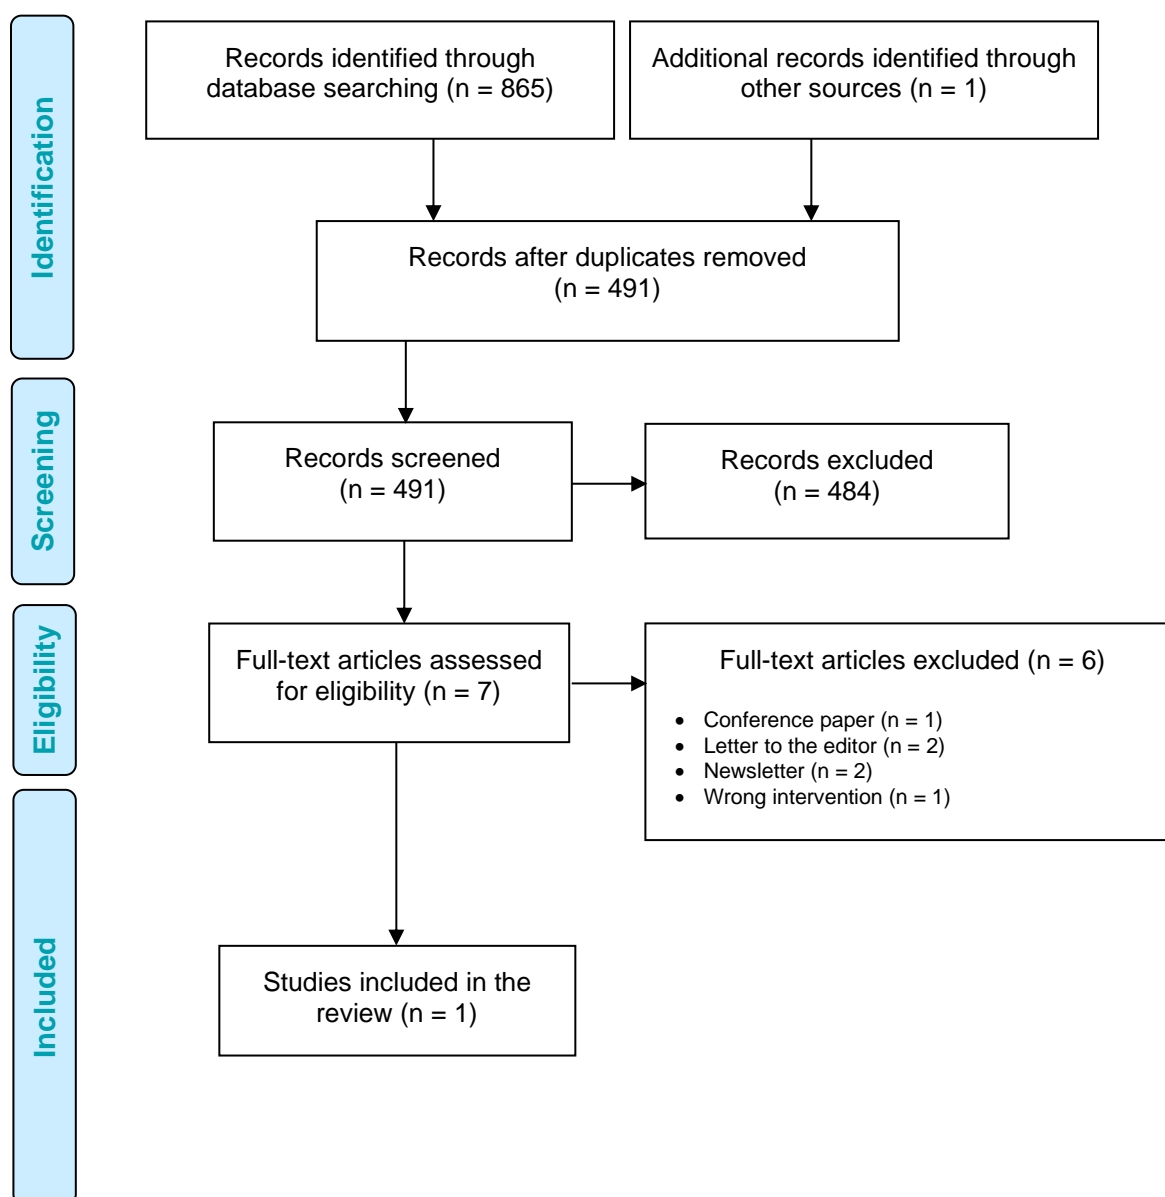 Identification
Records identified through
database searching (n = 865)
Additional records identified through
other sources (n = 1)
Records after duplicates removed
(n = 491)
Screening
Records screened
(n = 491)
Records excluded
(n = 484)
Eligibility
Full-text articles assessed
for eligibility (n = 7)
Full-text articles excluded (n = 6)
• Conference paper (n = 1)
• Letter to the editor (n = 2)
• Newsletter (n = 2)
• Wrong intervention (n = 1)
Included
Studies included in the
review (n = 1)